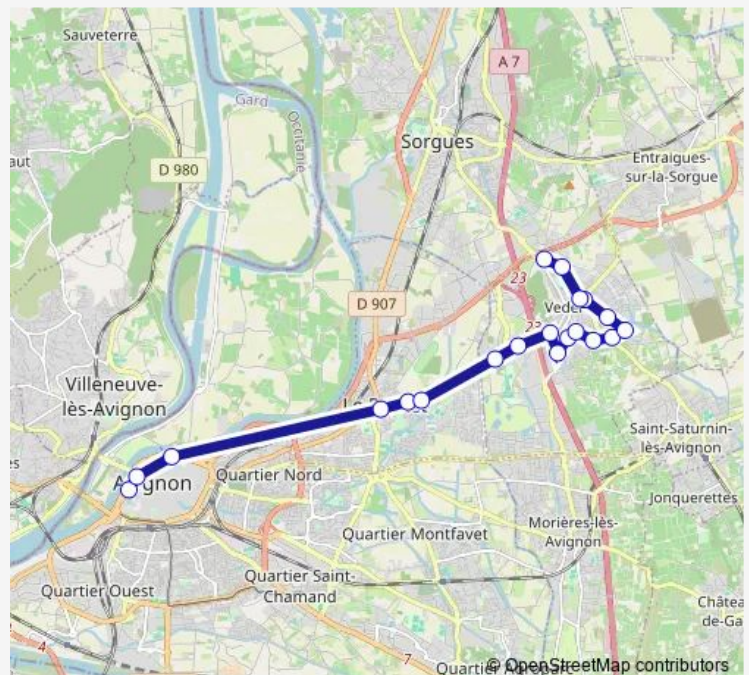 Sauveterre
A 7
Gard
Occitanie
Sorgues
D 980
Entraigues-
sur-la-Sorgue
aut
23
D 907
Villeneuve-
lès-Avignon
Saint-Saturnin-
lès-Avignon
Quartier Nord
Jonquerettes
Quartier Montfavet
Morières-lès-
Avignon
Quartier Saint-
Chamand
Quartier Ouest
Châtea
de-Ga
4
7
© OpenStreetMap contributors